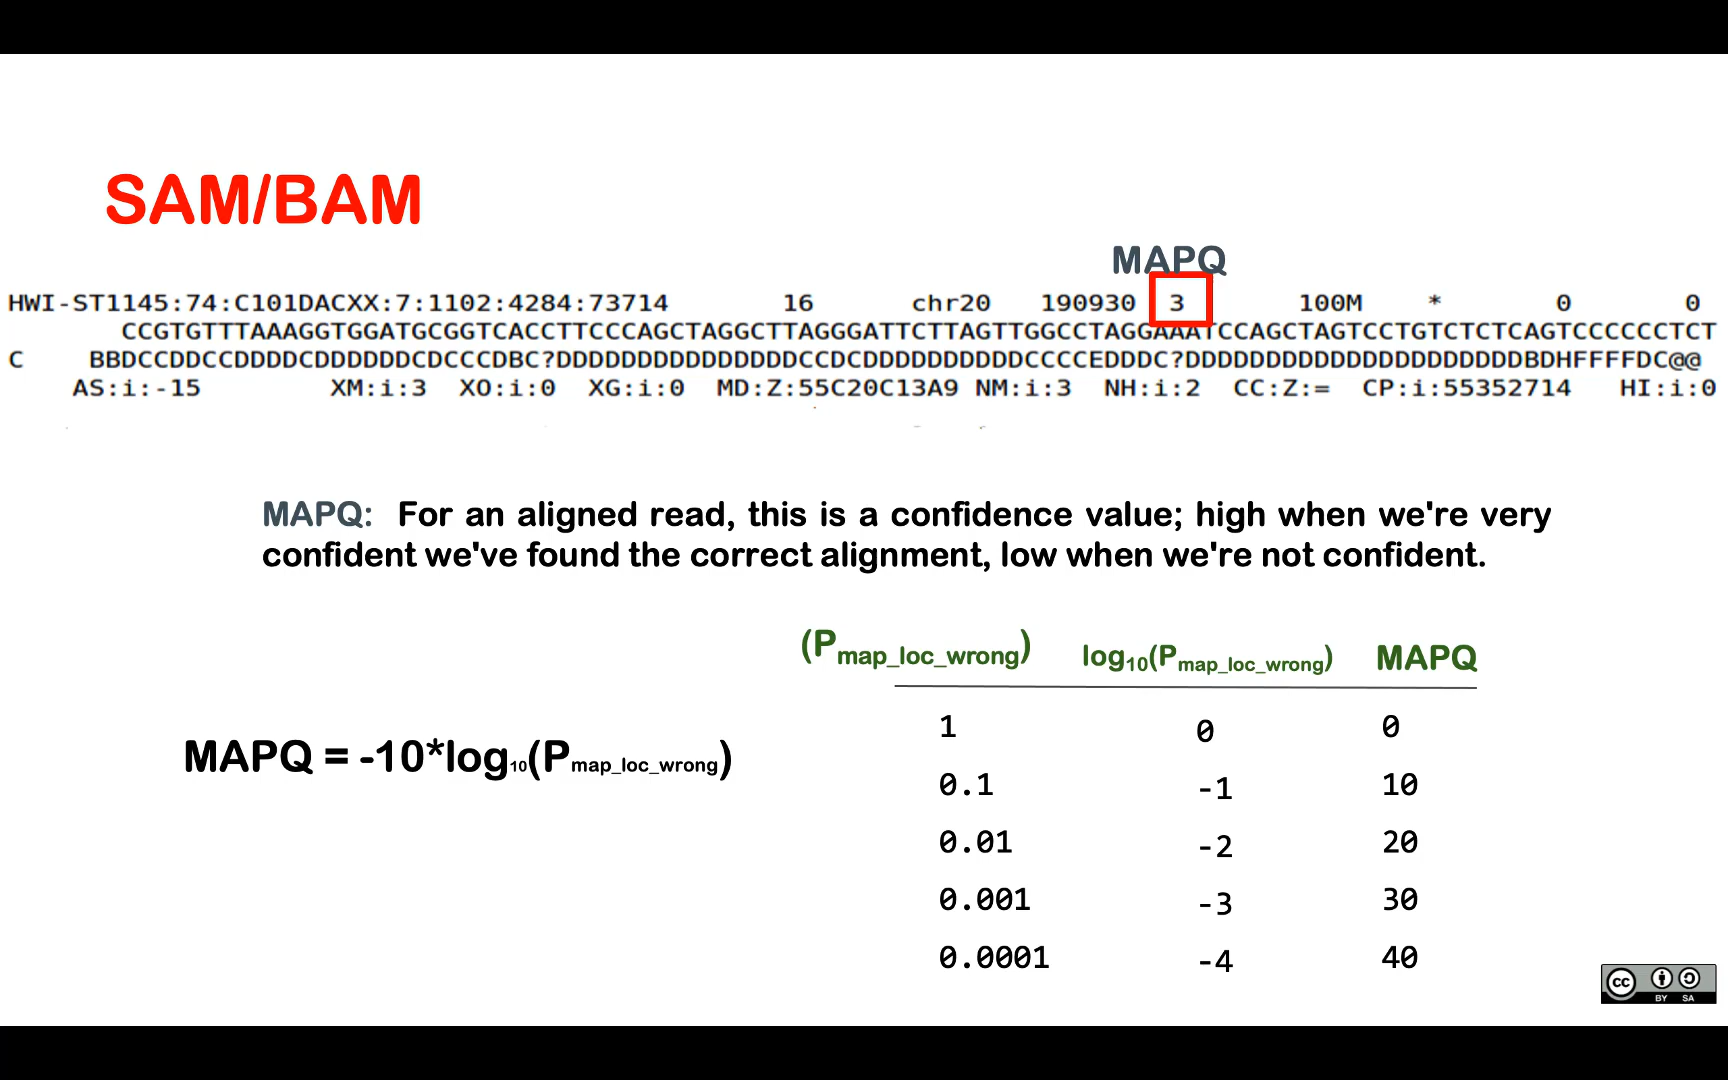 SAM/BAM
MAPQ
HWI-ST1145:74:C101DACXX:7:1102:4284:73714 16 chr20 190930 3 100M * 0 0
CCGTGTTTAAAGGTGGATGCGGTCACCTTCCCAGCTAGGCTTAGGGATTCTTAGTTGGCCTAGGAAATCCAGCTAGTCCTGTCTCTCAGTCCCCCCTCT
C BBDCCDDCCDDDDCDDDDDDCDCCCDBC?DDDDDDDDDDDDDDDCCDCDDDDDDDDDDCCCCEDDDC?DDDDDDDDDDDDDDDDDDDDDBDHFFFFDC@@
AS:i:-15 XM:i:3 XO:i:0 XG:i:0 MD:Z:55C20C13A9 NM:i:3 NH:i:2 CC:Z:= CP:i:55352714 HI:i:0
MAPQ: For an aligned read, this is a confidence value; high when we're very
confident we've found the correct alignment, low when we're not confident.
(Pmap_loc_wrong) log10(Pmap_loc_wrong) MAPQ
1 0 0
0.1 -1 10
MAPQ = -10*log10(Pmap_loc_wrong)
0.01 -2 20
0.001 -3 30
0.0001 -4 40
cc BY SA